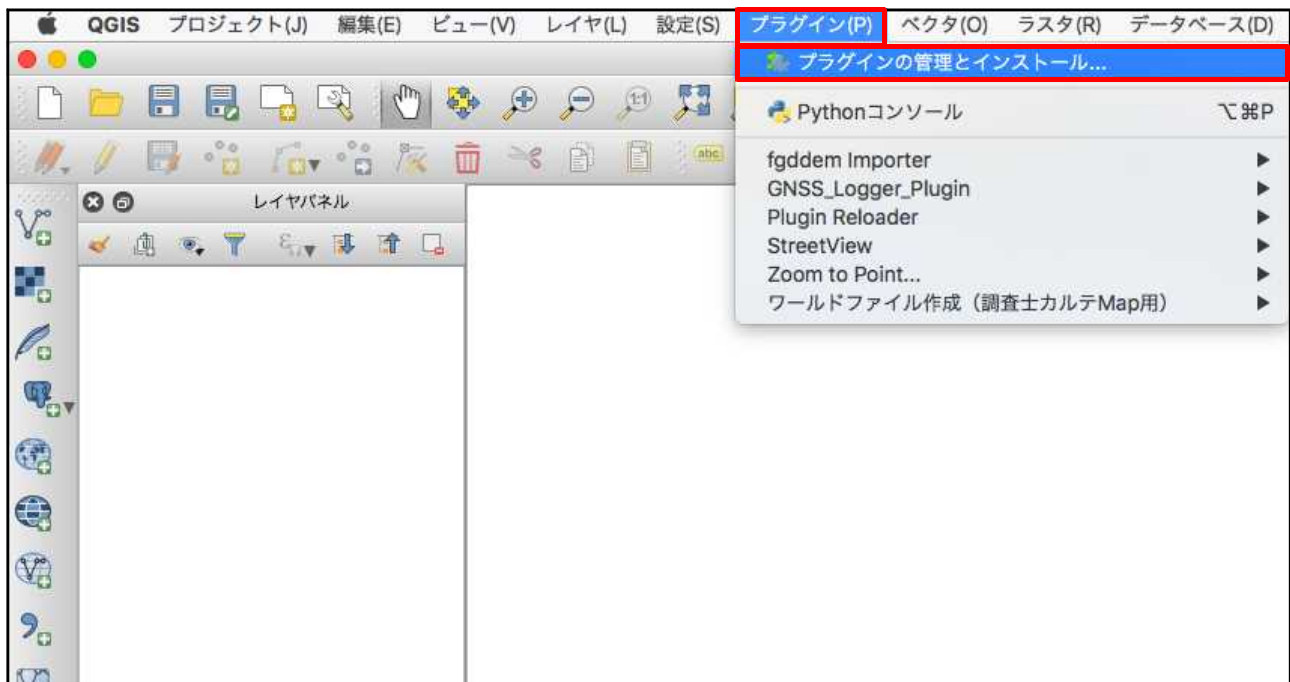 QGIS プロジェクト(J) 編集(E) ビュー(V) レイヤ(L) 設定(S) プラグイン(P) ベクタ(O) ラスタ(R) データベース(D)
プラグインの管理とインストール...
1:1
Pythonコンソール ⌥⌘P
abc
fgddem Importer
GNSS_Logger_Plugin
Plugin Reloader
StreetView
Zoom to Point...
ワールドファイル作成（調査士カルテMap用）
レイヤパネル